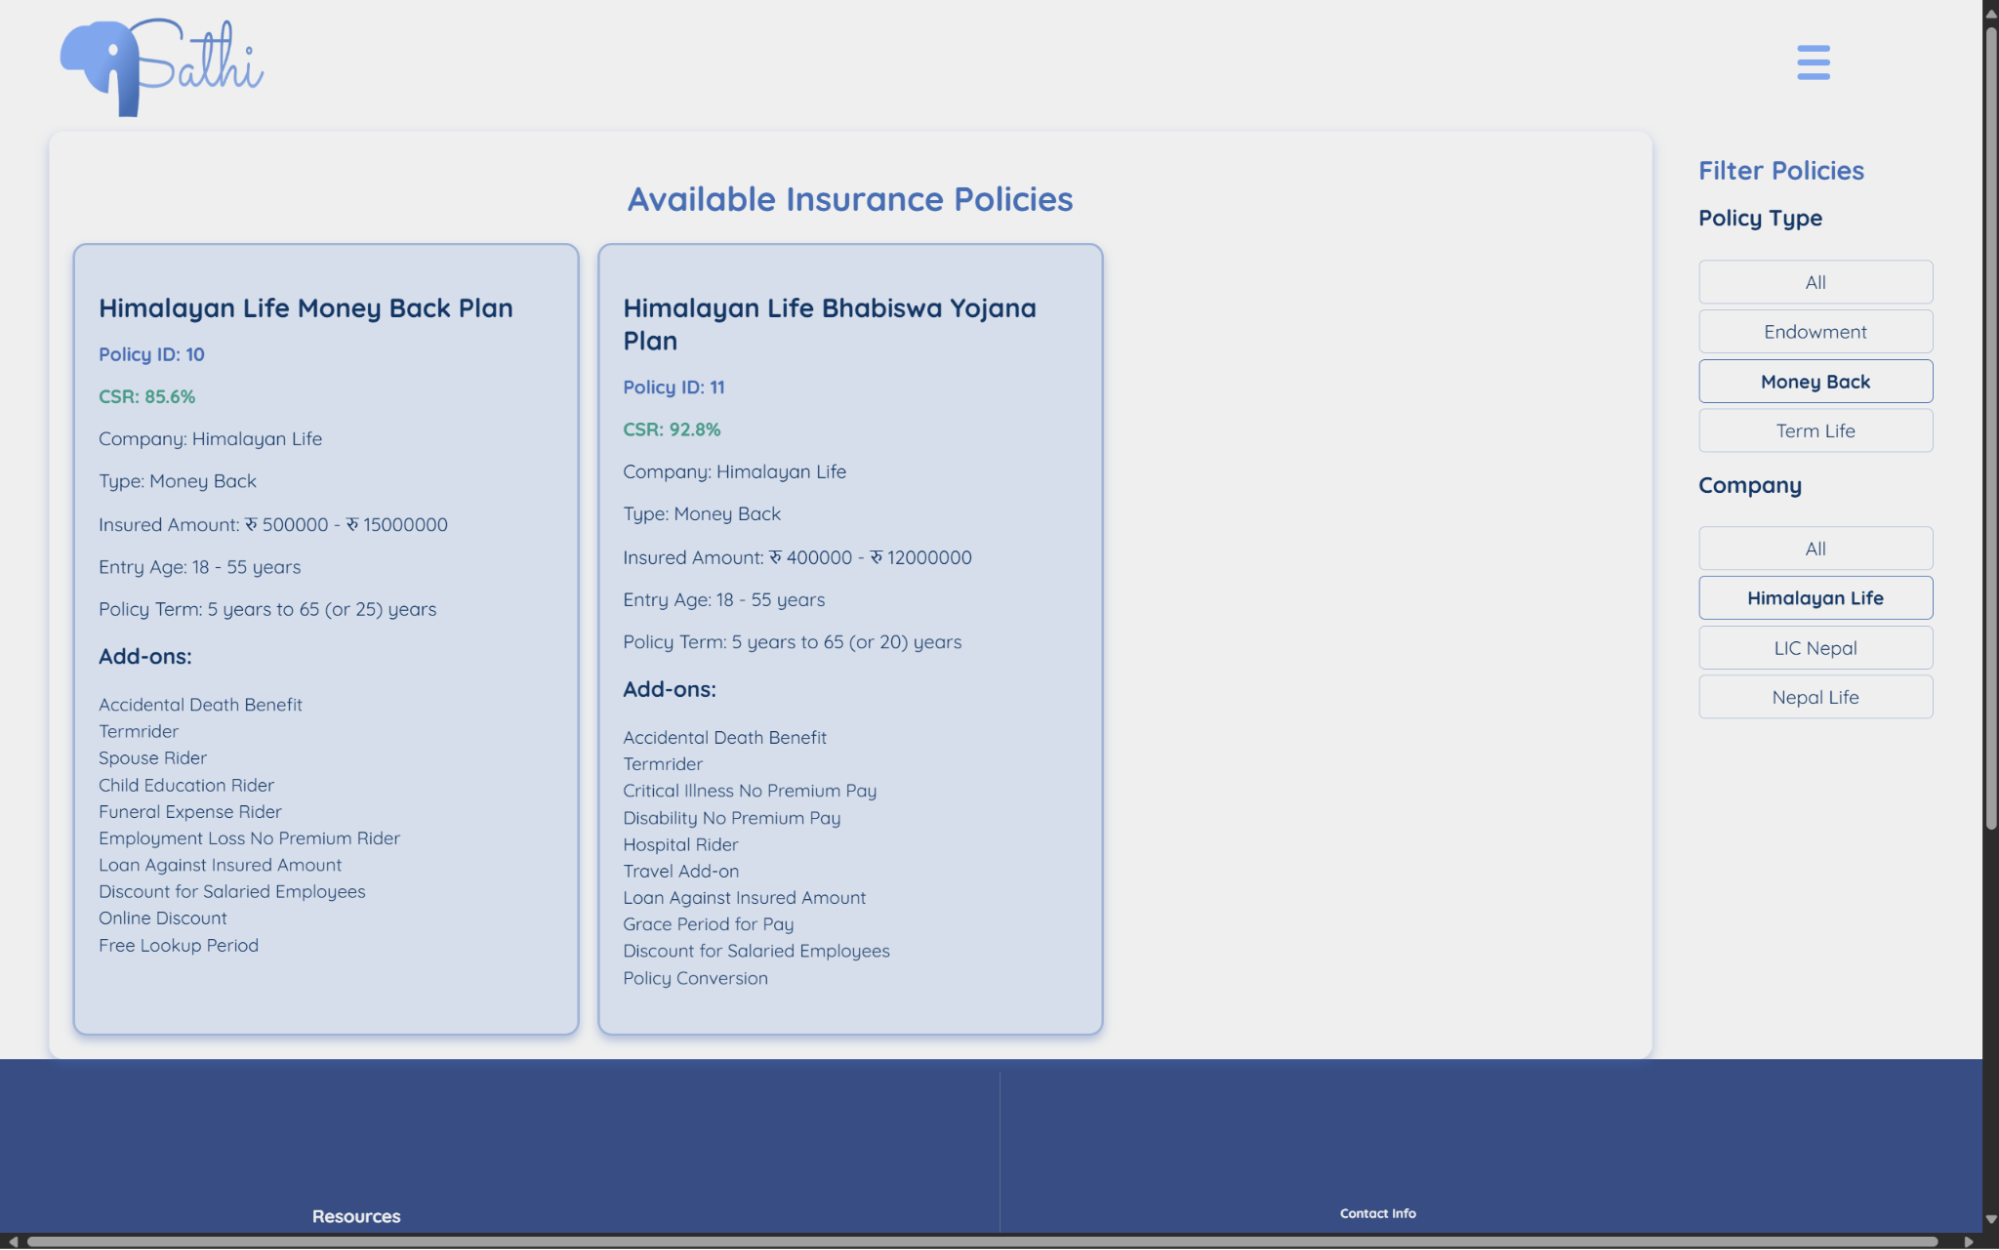 Sathi
Available Insurance Policies
Himalayan Life Money Back Plan
Policy ID: 10
CSR: 85.6%
Company: Himalayan Life
Type: Money Back
Insured Amount: रु 500000 - रु 15000000
Entry Age: 18 - 55 years
Policy Term: 5 years to 65 (or 25) years
Add-ons:
Accidental Death Benefit
Termrider
Spouse Rider
Child Education Rider
Funeral Expense Rider
Employment Loss No Premium Rider
Loan Against Insured Amount
Discount for Salaried Employees
Online Discount
Free Lookup Period
Himalayan Life Bhabiswa Yojana
Plan
Policy ID: 11
CSR: 92.8%
Company: Himalayan Life
Type: Money Back
Insured Amount: रु 400000 - रु 12000000
Entry Age: 18 - 55 years
Policy Term: 5 years to 65 (or 20) years
Add-ons:
Accidental Death Benefit
Termrider
Critical Illness No Premium Pay
Disability No Premium Pay
Hospital Rider
Travel Add-on
Loan Against Insured Amount
Grace Period for Pay
Discount for Salaried Employees
Policy Conversion
Filter Policies
Policy Type
All
Endowment
Money Back
Term Life
Company
All
Himalayan Life
LIC Nepal
Nepal Life
Resources
Contact Info